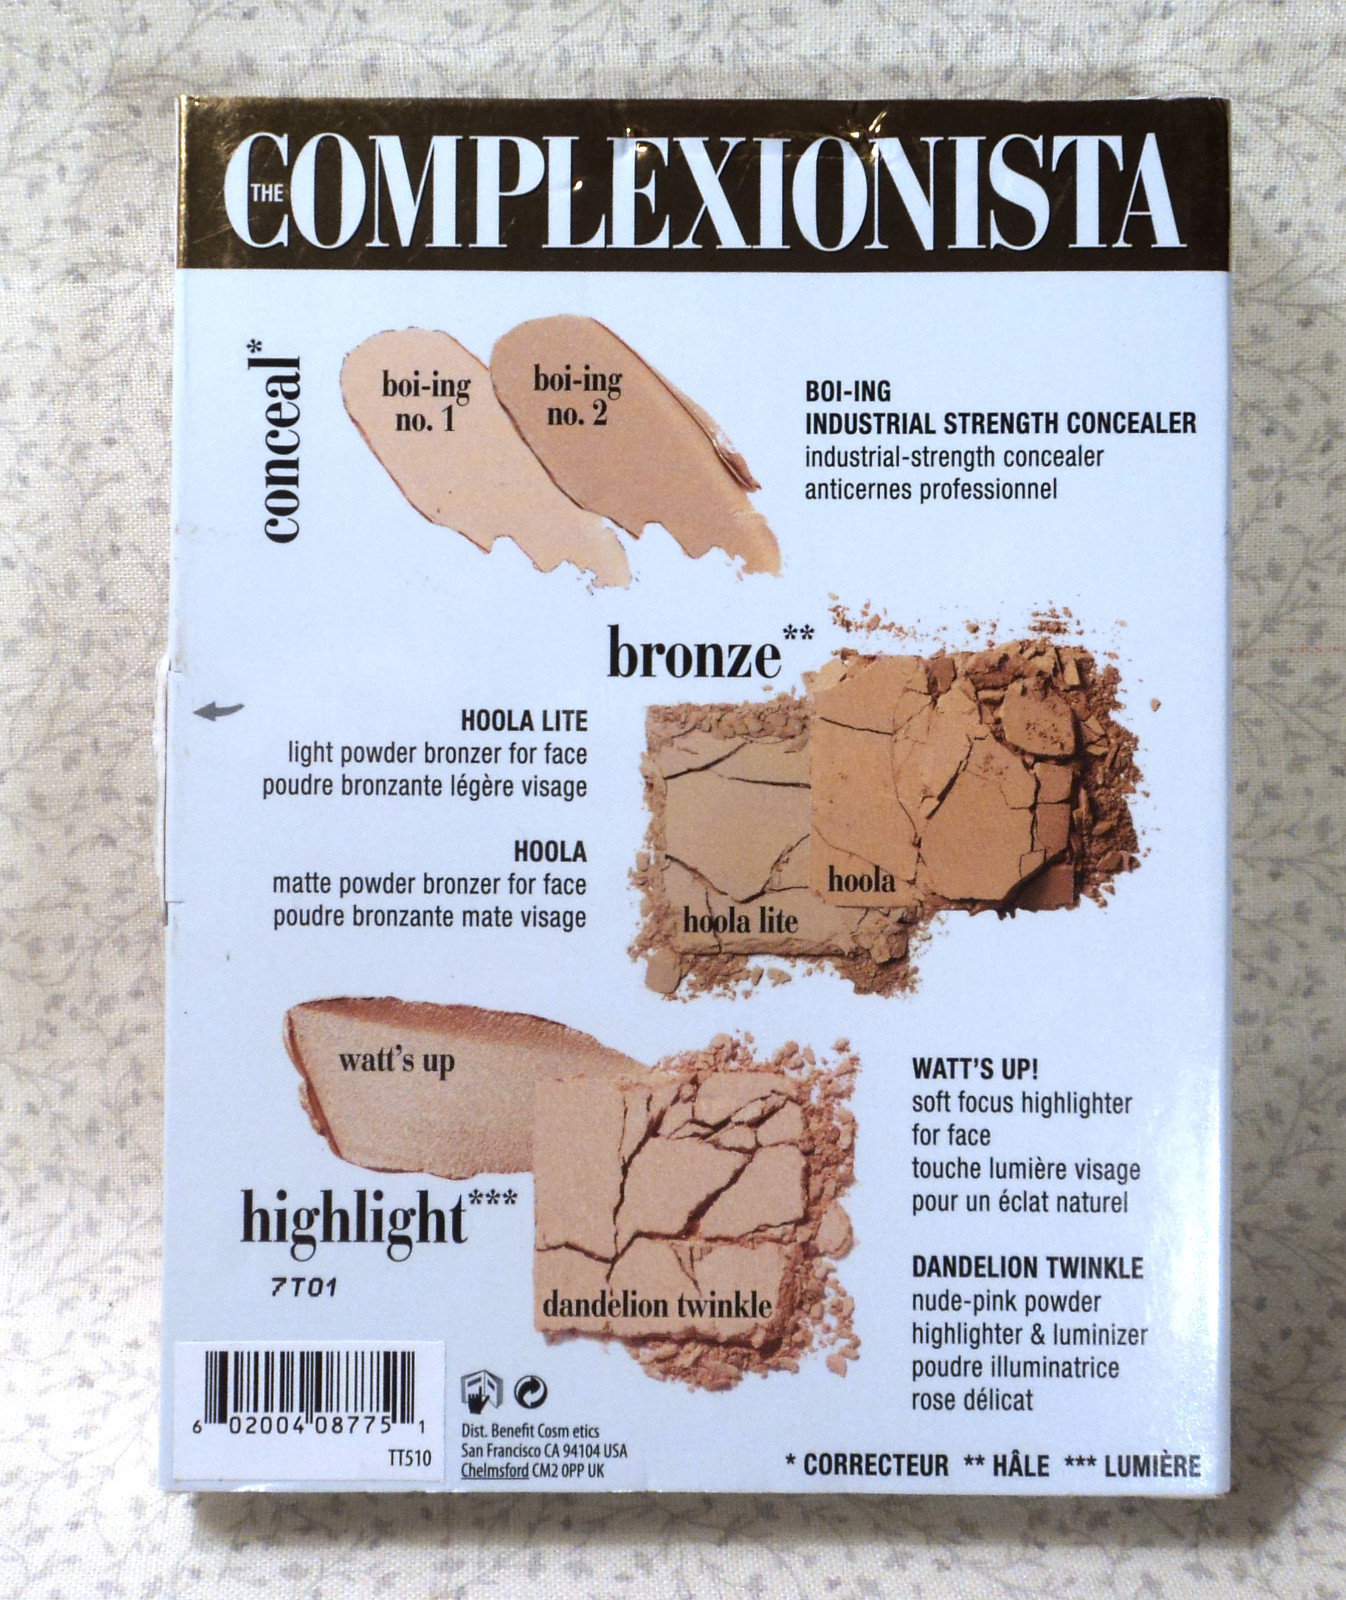 THE COMPLEXIONISTA
conceal*
boi-ing
no. 1
boi-ing
no. 2
BOI-ING
INDUSTRIAL STRENGTH CONCEALER
industrial-strength concealer
anticernes professionnel
bronze**
HOOLA LITE
light powder bronzer for face
poudre bronzante légère visage
HOOLA
matte powder bronzer for face
poudre bronzante mate visage
hoola
hoola lite
watt's up
highlight***
7T01
dandelion twinkle
WATT'S UP!
soft focus highlighter
for face
touche lumière visage
pour un éclat naturel
DANDELION TWINKLE
nude-pink powder
highlighter & luminizer
poudre illuminatrice
rose délicat
6 02004 08775 1
TT510
Dist. Benefit Cosm etics
San Francisco CA 94104 USA
Chelmsford CM2 0PP UK
* CORRECTEUR ** HÂLE *** LUMIÈRE